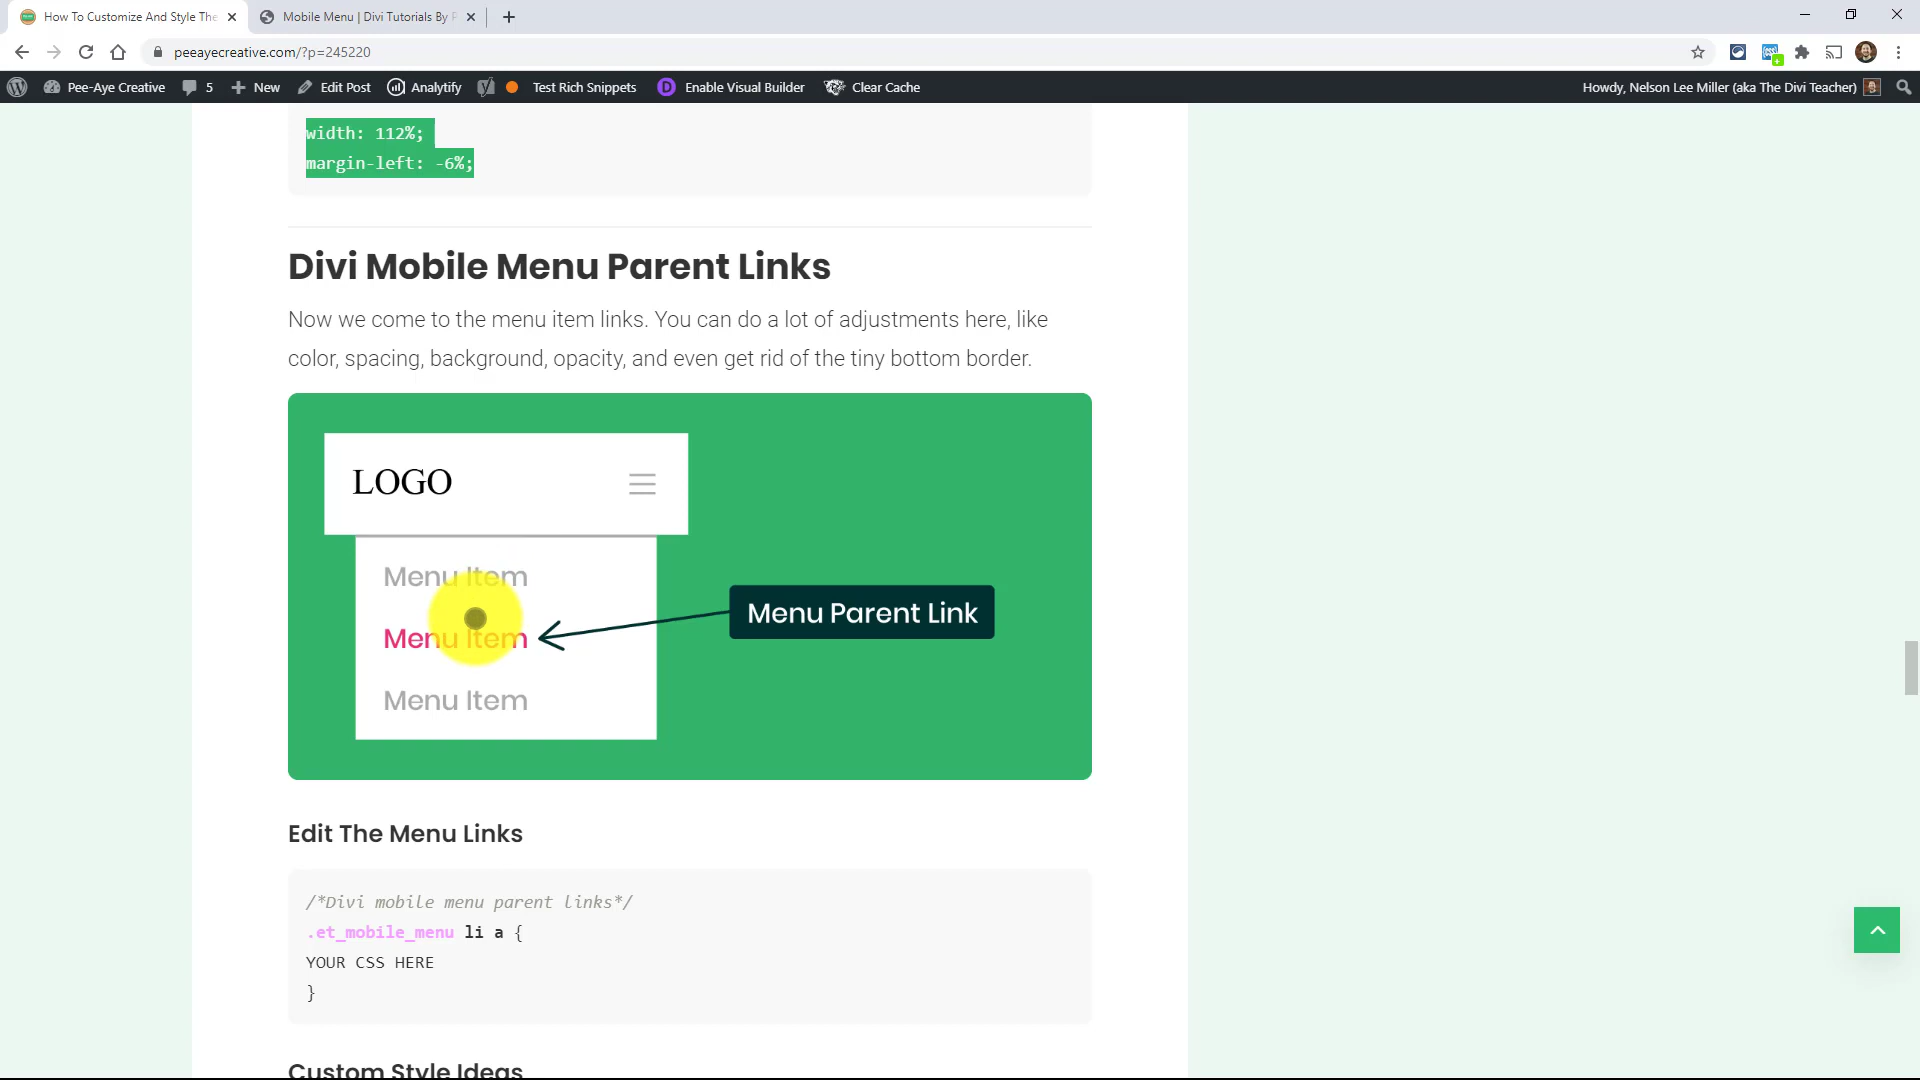 How To Customize And Style The
Mobile Menu | Divi Tutorials By P
peeayecreative.com/?p=245220
Pee-Aye Creative
5
New
Edit Post
Analytify
Test Rich Snippets
Enable Visual Builder
Clear Cache
Howdy, Nelson Lee Miller (aka The Divi Teacher)
width: 112%;
margin-left: -6%;
Divi Mobile Menu Parent Links
Now we come to the menu item links. You can do a lot of adjustments here, like
color, spacing, background, opacity, and even get rid of the tiny bottom border.
LOGO
Menu Item
Menu Item
Menu Item
Menu Parent Link
Edit The Menu Links
/*Divi mobile menu parent links*/
.et_mobile_menu li a {
YOUR CSS HERE
}
Custom Style Ideas